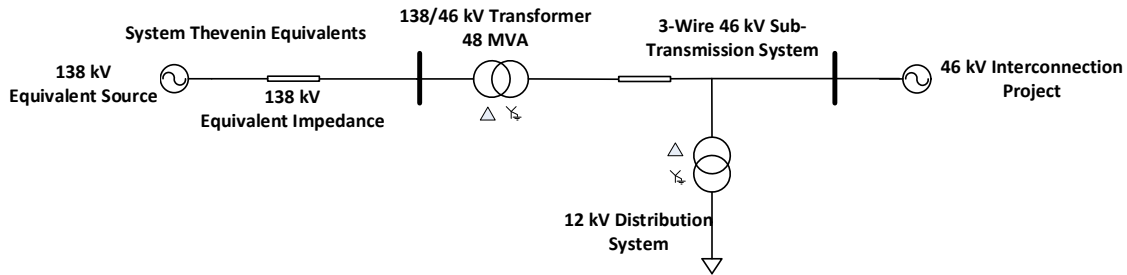 138/46 kV Transformer
48 MVA
System Thevenin Equivalents
3-Wire 46 kV Sub-
Transmission System
138 kV
Equivalent Source
138 kV
Equivalent Impedance
46 kV Interconnection
Project
12 kV Distribution
System